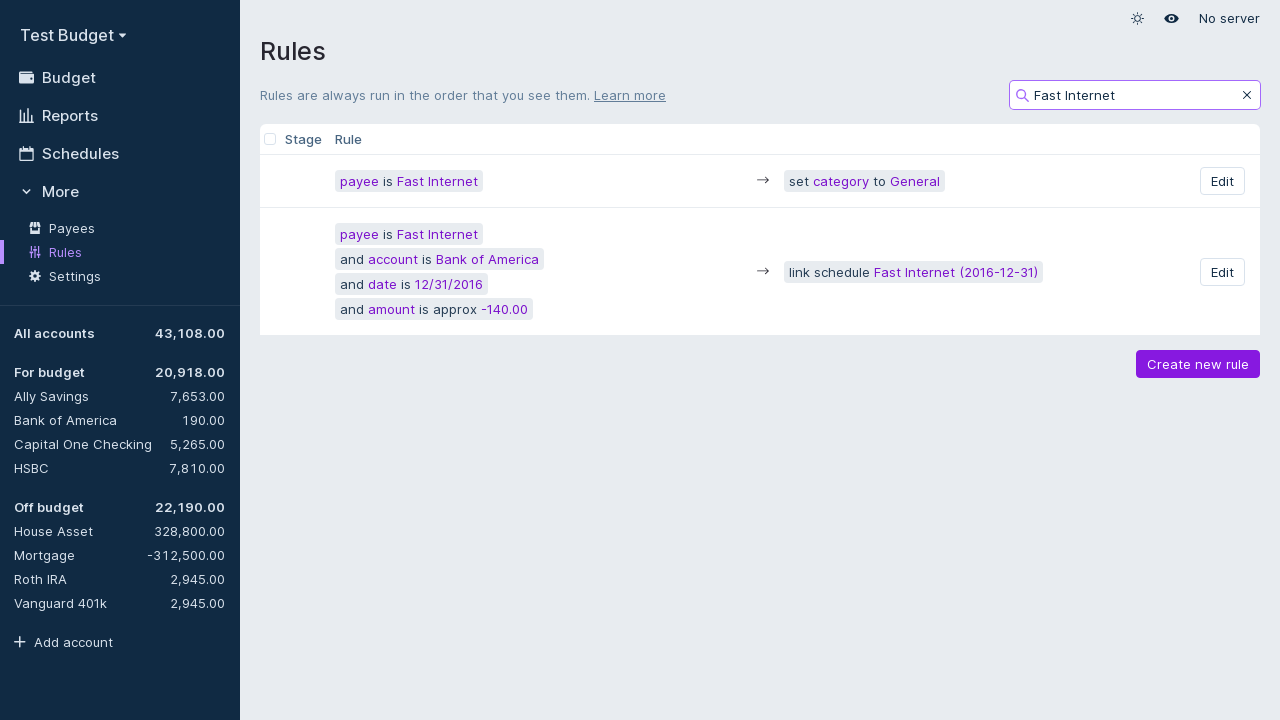 Test Budget
Budget
Reports
Schedules
More
Payees
Rules
Settings
All accounts 43,108.00
For budget 20,918.00
Ally Savings 7,653.00
Bank of America 190.00
Capital One Checking 5,265.00
HSBC 7,810.00
Off budget 22,190.00
House Asset 328,800.00
Mortgage -312,500.00
Roth IRA 2,945.00
Vanguard 401k 2,945.00
Add account
No server
Rules
Rules are always run in the order that you see them. Learn more
Fast Internet
Stage Rule
payee is Fast Internet → set category to General Edit
payee is Fast Internet
and account is Bank of America
and date is 12/31/2016
and amount is approx -140.00
→ link schedule Fast Internet (2016-12-31) Edit
Create new rule